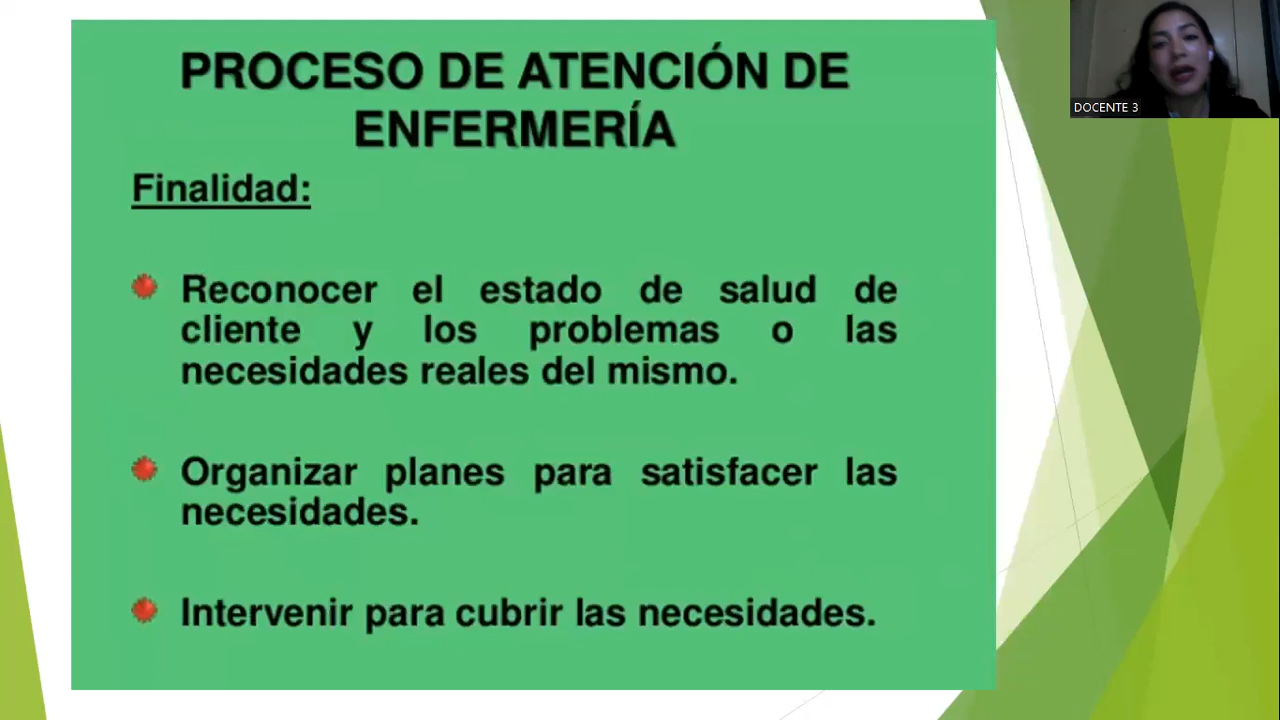 PROCESO DE ATENCIÓN DE
ENFERMERÍA
Finalidad:
Reconocer el estado de salud de
cliente y los problemas o las
necesidades reales del mismo.
Organizar planes para satisfacer las
necesidades.
Intervenir para cubrir las necesidades.
DOCENTE 3